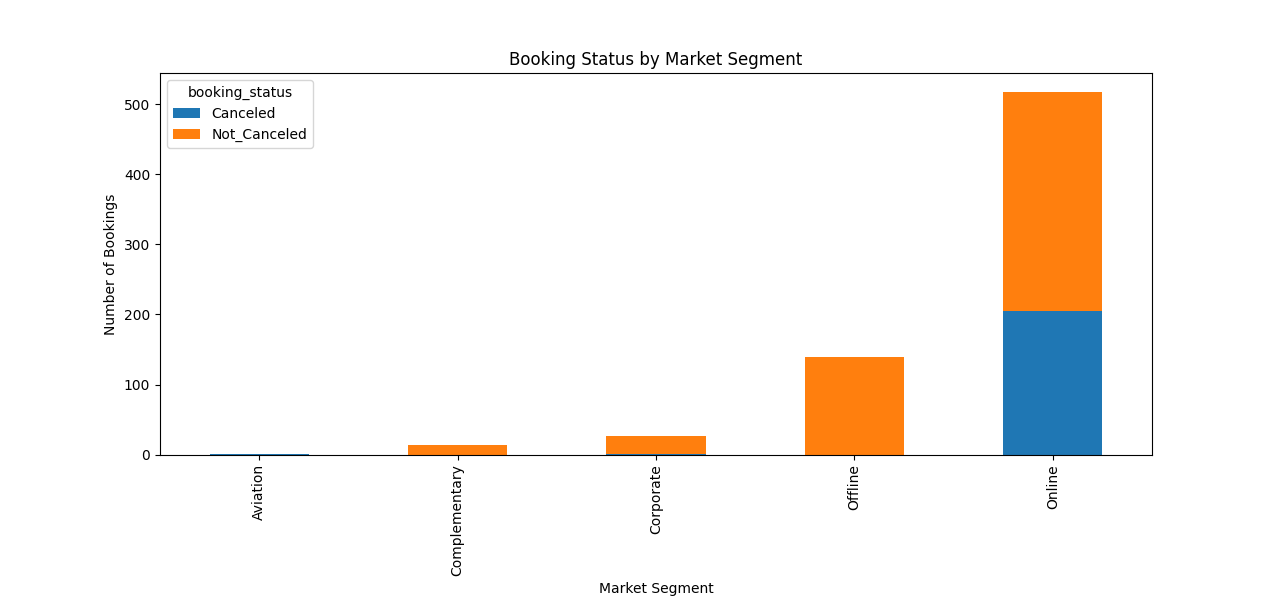 Booking Status by Market Segment
booking_status
Canceled
Not_Canceled
Number of Bookings
500
400
300
200
100
0
Aviation
Complementary
Corporate
Offline
Online
Market Segment